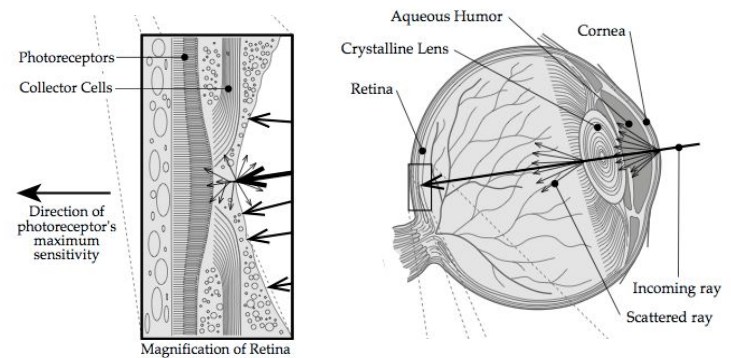 Photoreceptors
Collector Cells
Direction of
photoreceptor's
maximum
sensitivity
Magnification of Retina
Aqueous Humor
Cornea
Crystalline Lens
Retina
Incoming ray
Scattered ray